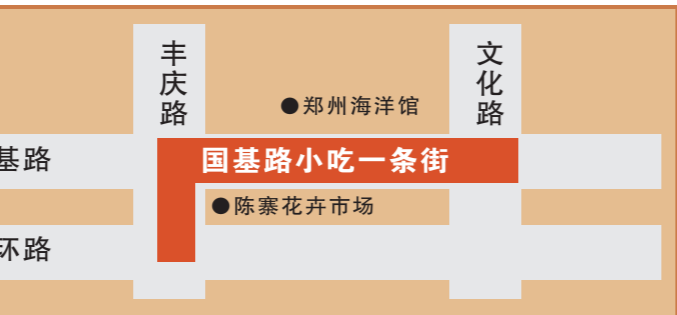 丰庆路
文化路
●郑州海洋馆
基路
国基路小吃一条街
●陈寨花卉市场
环路